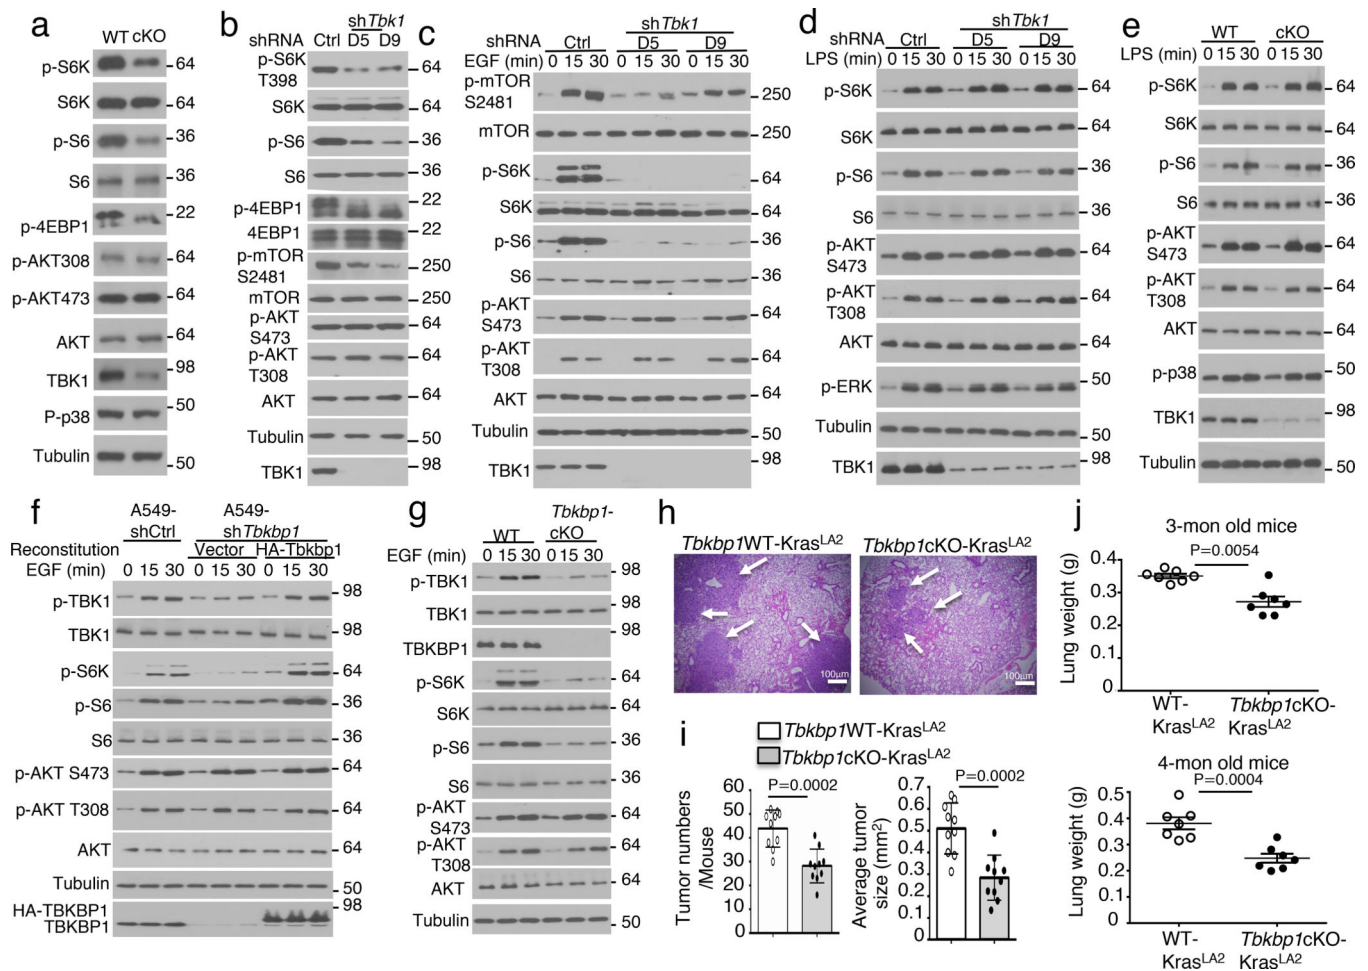 a
WT cKO
p-S6K
64
S6K
64
p-S6
36
S6
36
p-4EBP1
22
p-AKT308
64
p-AKT473
64
AKT
64
TBK1
98
P-p38
50
Tubulin
50
b
shTbk1
Ctrl D5 D9
p-S6K
T398
64
S6K
64
p-S6
36
S6
36
p-4EBP1
22
4EBP1
22
p-mTOR
S2481
250
mTOR
250
p-AKT
S473
64
p-AKT
T308
64
AKT
64
Tubulin
50
TBK1
98
c
shTbk1
shRNA Ctrl D5 D9
EGF (min) 0 15 30 0 15 30 0 15 30
p-mTOR
S2481
250
mTOR
250
p-S6K
64
S6K
64
p-S6
36
S6
36
p-AKT
S473
64
p-AKT
T308
64
AKT
64
Tubulin
50
TBK1
98
d
shTbk1
shRNA Ctrl D5 D9
LPS (min) 0 15 30 0 15 30 0 15 30
p-S6K
64
S6K
64
p-S6
36
S6
36
p-AKT
S473
64
p-AKT
T308
64
AKT
64
p-ERK
50
Tubulin
50
TBK1
98
e
WT cKO
LPS (min) 0 15 30 0 15 30
p-S6K
64
S6K
64
p-S6
36
S6
36
p-AKT
S473
64
p-AKT
T308
64
AKT
64
p-p38
50
TBK1
98
Tubulin
50
f
A549-
shCtrl
A549-
shTbkbp1
Reconstitution Vector HA-Tbkbp1
EGF (min) 0 15 30 0 15 30 0 15 30
p-TBK1
98
TBK1
98
p-S6K
64
p-S6
36
S6
36
p-AKT S473
64
p-AKT T308
64
AKT
64
Tubulin
50
HA-TBKBP1
98
TBKBP1
g
WT
Tbkbp1-
cKO
EGF (min) 0 15 30 0 15 30
p-TBK1
98
TBK1
98
TBKBP1
98
p-S6K
64
S6K
64
p-S6
36
S6
36
p-AKT
S473
64
p-AKT
T308
64
AKT
64
Tubulin
50
h
Tbkbp1WT-KrasLA2
Tbkbp1cKO-KrasLA2
100μm
100μm
i
Tbkbp1WT-KrasLA2
Tbkbp1cKO-KrasLA2
P=0.0002
Tumor numbers
/Mouse
60
50
40
30
20
10
0
P=0.0002
Average tumor
size (mm2)
0.7
0.6
0.5
0.4
0.3
0.2
0.1
0
j
3-mon old mice
P=0.0054
Lung weight (g)
0.4
0.3
0.2
0.1
0
WT-
KrasLA2
Tbkbp1cKO-
KrasLA2
4-mon old mice
P=0.0004
Lung weight (g)
0.5
0.4
0.3
0.2
0.1
0
WT-
KrasLA2
Tbkbp1cKO-
KrasLA2